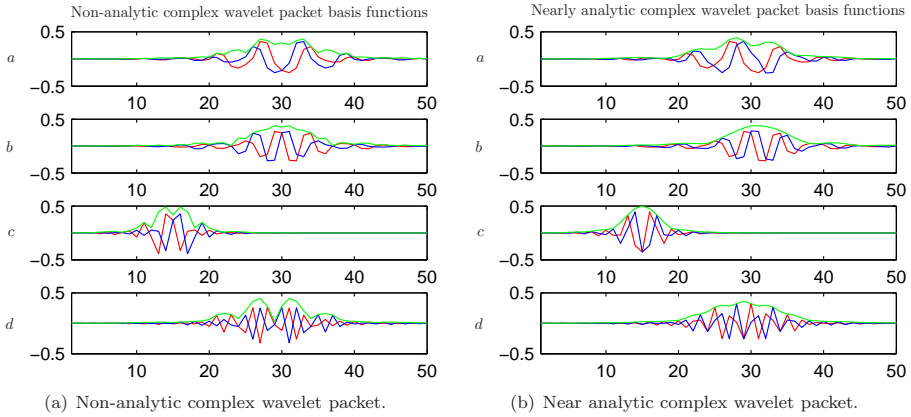 Non-analytic complex wavelet packet basis functions
a
0.5
−0.5
10 20 30 40 50
b
0.5
−0.5
10 20 30 40 50
c
0.5
−0.5
10 20 30 40 50
d
0.5
−0.5
10 20 30 40 50
(a) Non-analytic complex wavelet packet.
Nearly analytic complex wavelet packet basis functions
a
0.5
−0.5
10 20 30 40 50
b
0.5
−0.5
10 20 30 40 50
c
0.5
−0.5
10 20 30 40 50
d
0.5
−0.5
10 20 30 40 50
(b) Near analytic complex wavelet packet.